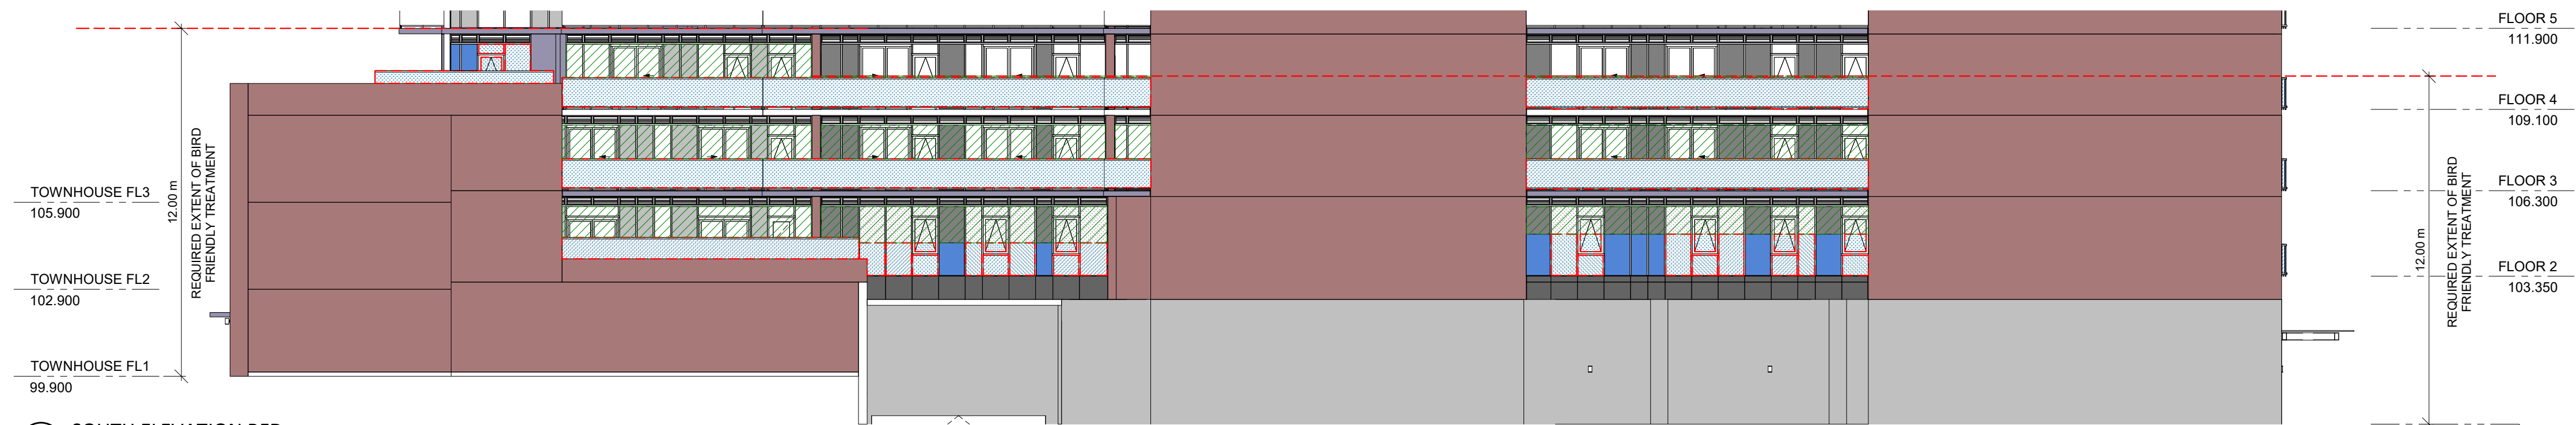 FLOOR 5
111.900
FLOOR 4
109.100
FLOOR 3
106.300
FLOOR 2
103.350
TOWNHOUSE FL3
105.900
TOWNHOUSE FL2
102.900
TOWNHOUSE FL1
99.900
12.00 m
REQUIRED EXTENT OF BIRD
FRIENDLY TREATMENT
12.00 m
REQUIRED EXTENT OF BIRD
FRIENDLY TREATMENT
SOUTH ELEVATION